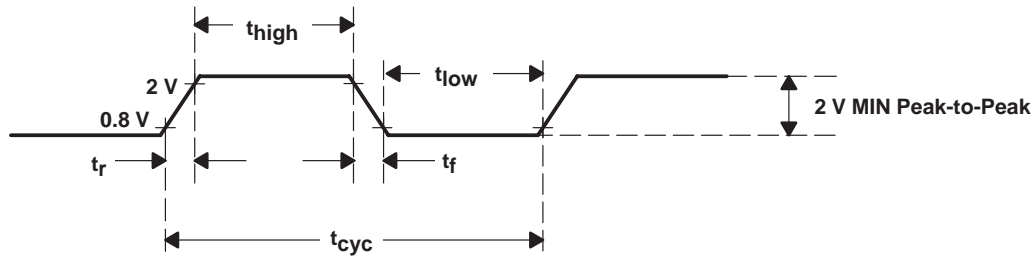 thigh
2 V
tlow
2 V MIN Peak-to-Peak
0.8 V
tr
tf
tcyc